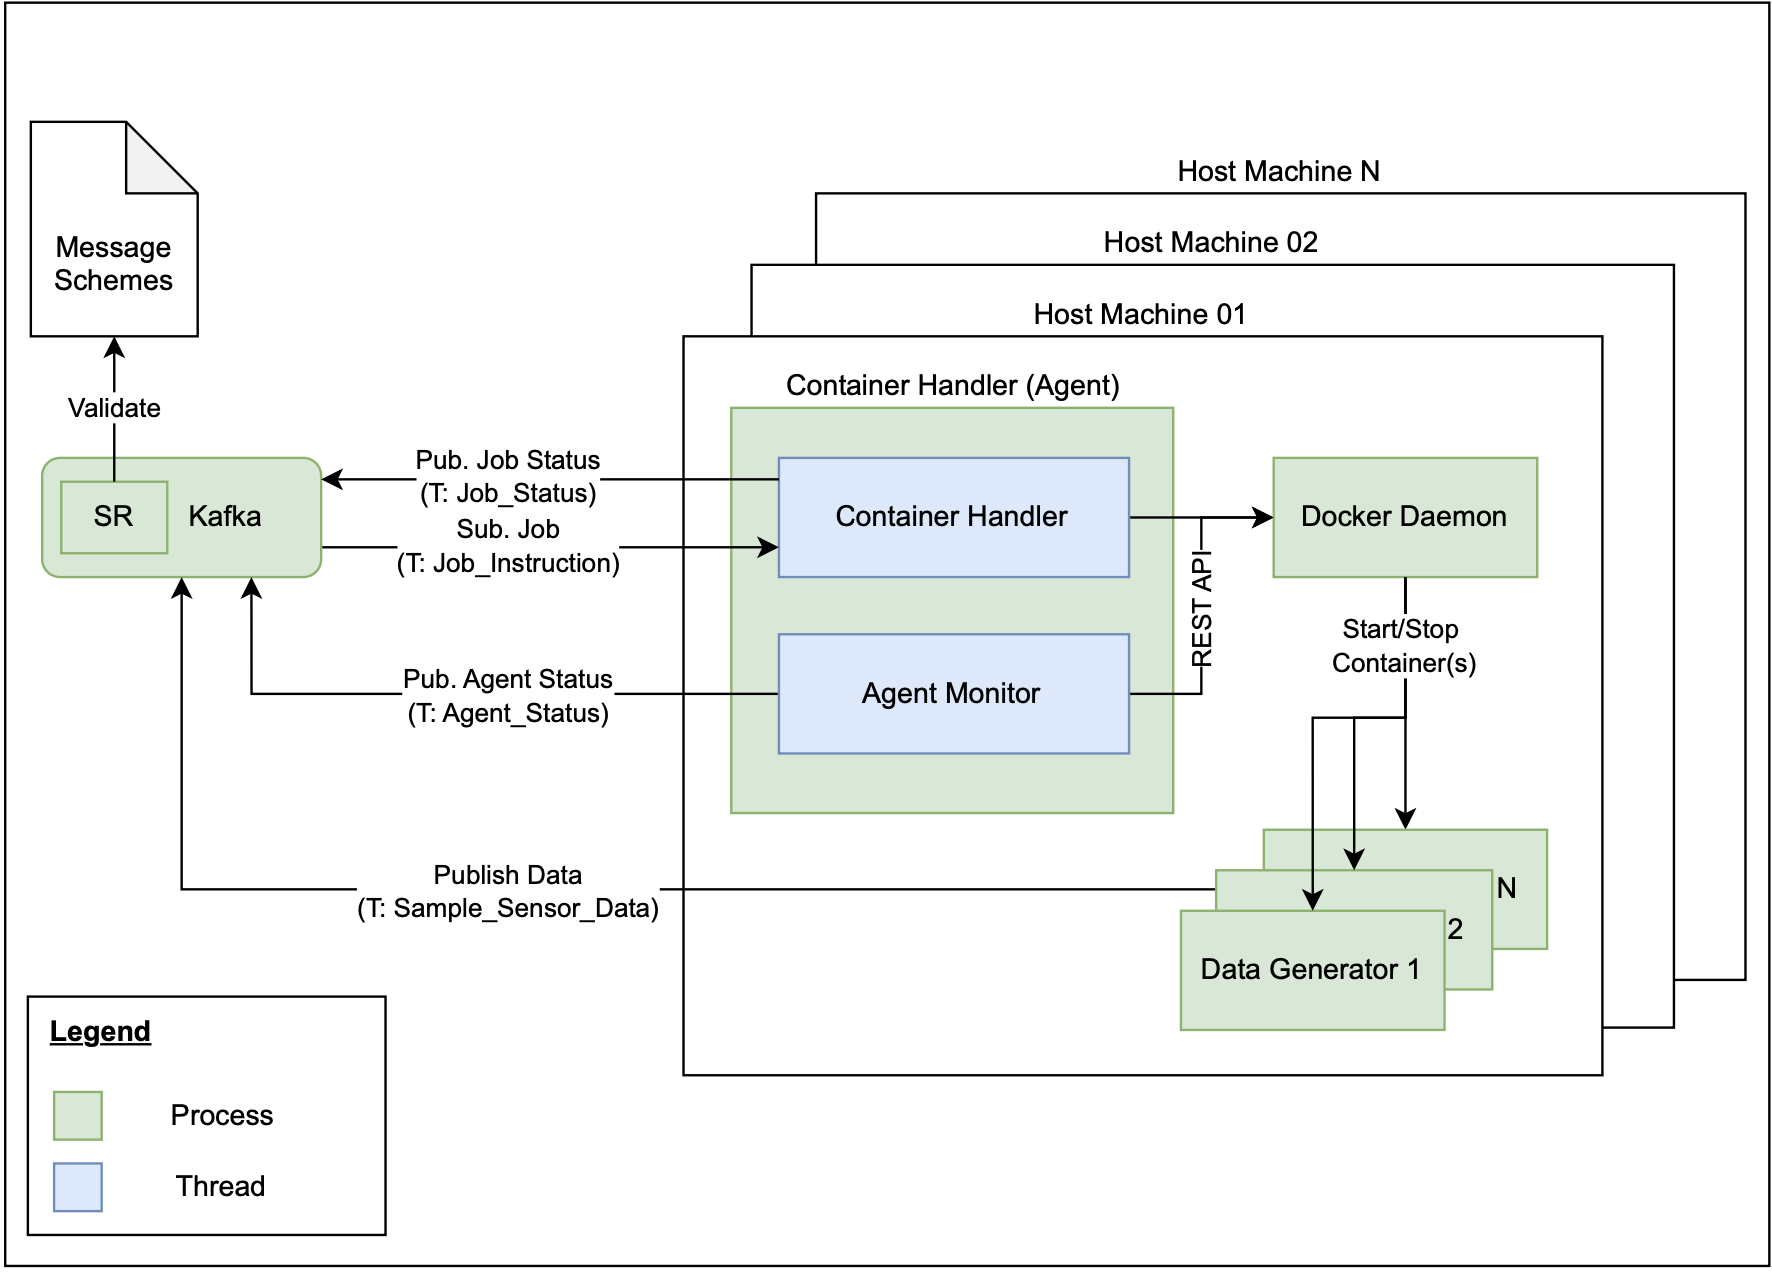 Host Machine N
Host Machine 02
Host Machine 01
Message
Schemes
Validate
SR
Kafka
Pub. Job Status
(T: Job_Status)
Sub. Job
(T: Job_Instruction)
Pub. Agent Status
(T: Agent_Status)
Publish Data
(T: Sample_Sensor_Data)
Container Handler (Agent)
Container Handler
Agent Monitor
REST API
Docker Daemon
Start/Stop
Container(s)
N
2
Data Generator 1
Legend
Process
Thread